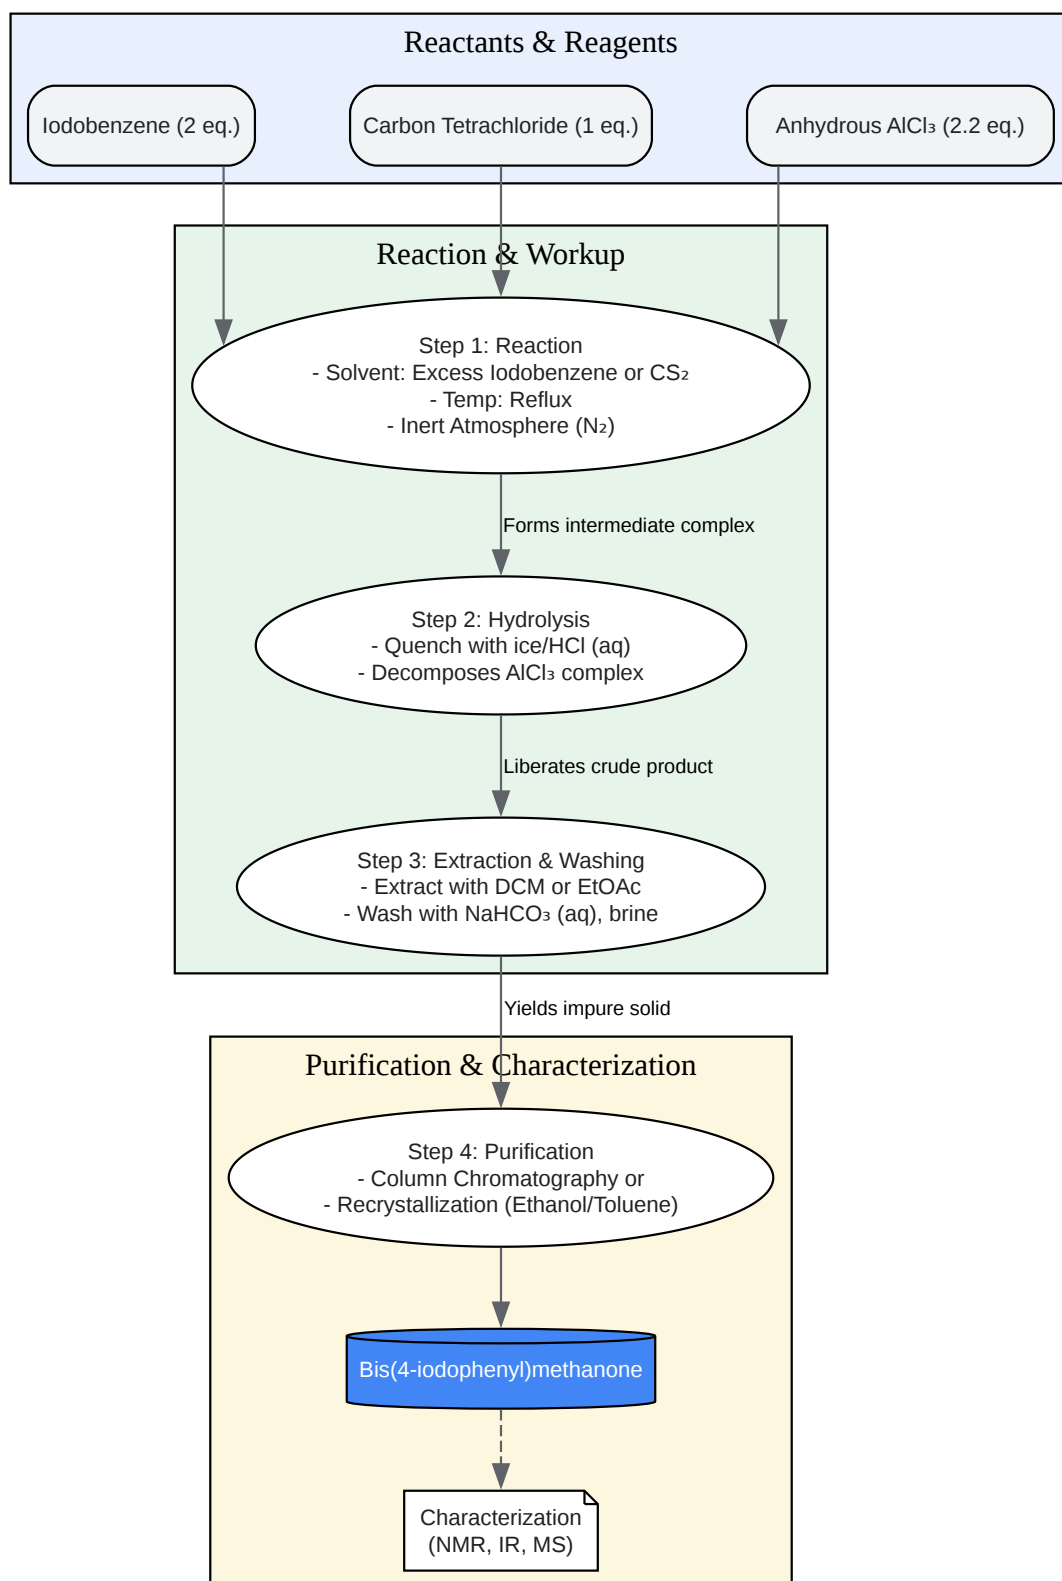 Reactants & Reagents
Iodobenzene (2 eq.)
Carbon Tetrachloride (1 eq.)
Anhydrous AlCl₃ (2.2 eq.)
Reaction & Workup
Step 1: Reaction
- Solvent: Excess Iodobenzene or CS₂
- Temp: Reflux
- Inert Atmosphere (N₂)
Forms intermediate complex
Step 2: Hydrolysis
- Quench with ice/HCl (aq)
- Decomposes AlCl₃ complex
Liberates crude product
Step 3: Extraction & Washing
- Extract with DCM or EtOAc
- Wash with NaHCO₃ (aq), brine
Yields impure solid
Purification & Characterization
Step 4: Purification
- Column Chromatography or
- Recrystallization (Ethanol/Toluene)
Bis(4-iodophenyl)methanone
Characterization
(NMR, IR, MS)